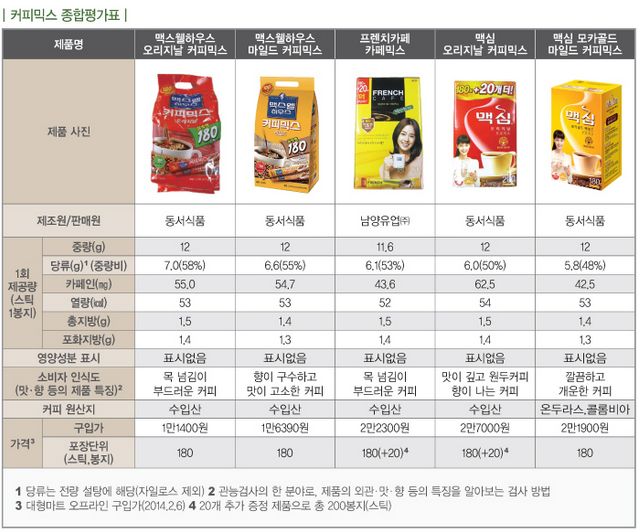 | 커피믹스 종합평가표 |
제품명 맥스웰하우스 오리지날 커피믹스 맥스웰하우스 마일드 커피믹스 프렌치카페 카페믹스 맥심 오리지날 커피믹스 맥심 모카골드 마일드 커피믹스
제품 사진
맥스웰 하우스 커피믹스 180
맥스웰 하우스 커피믹스 180
FRENCH CAFE
180+20개 더! 맥심
맥심 180
제조원/판매원 동서식품 동서식품 남양유업㈜ 동서식품 동서식품
1회 제공량 (스틱 1봉지)
중량(g) 12 12 11.6 12 12
당류(g)¹ (중량비) 7.0(58%) 6.6(55%) 6.1(53%) 6.0(50%) 5.8(48%)
카페인(㎎) 55.0 54.7 43.6 62.5 42.5
열량(㎉) 53 53 52 54 53
총지방(g) 1.5 1.4 1.5 1.5 1.4
포화지방(g) 1.4 1.3 1.4 1.4 1.3
영양성분 표시 표시없음 표시없음 표시없음 표시없음 표시없음
소비자 인식도 (맛·향 등의 제품 특징)² 목 넘김이 부드러운 커피 향이 구수하고 맛이 고소한 커피 목 넘김이 부드러운 커피 맛이 깊고 원두커피 향이 나는 커피 깔끔하고 개운한 커피
커피 원산지 수입산 수입산 수입산 수입산 온두라스,콜롬비아
가격³
구입가 1만1400원 1만6390원 2만2300원 2만7000원 2만1900원
포장단위 (스틱,봉지) 180 180 180(+20)⁴ 180(+20)⁴ 180
1 당류는 전량 설탕에 해당(자일로스 제외) 2 관능검사의 한 분야로, 제품의 외관·맛·향 등의 특징을 알아보는 검사 방법
3 대형마트 오프라인 구입가(2014.2.6) 4 20개 추가 증정 제품으로 총 200봉지(스틱)